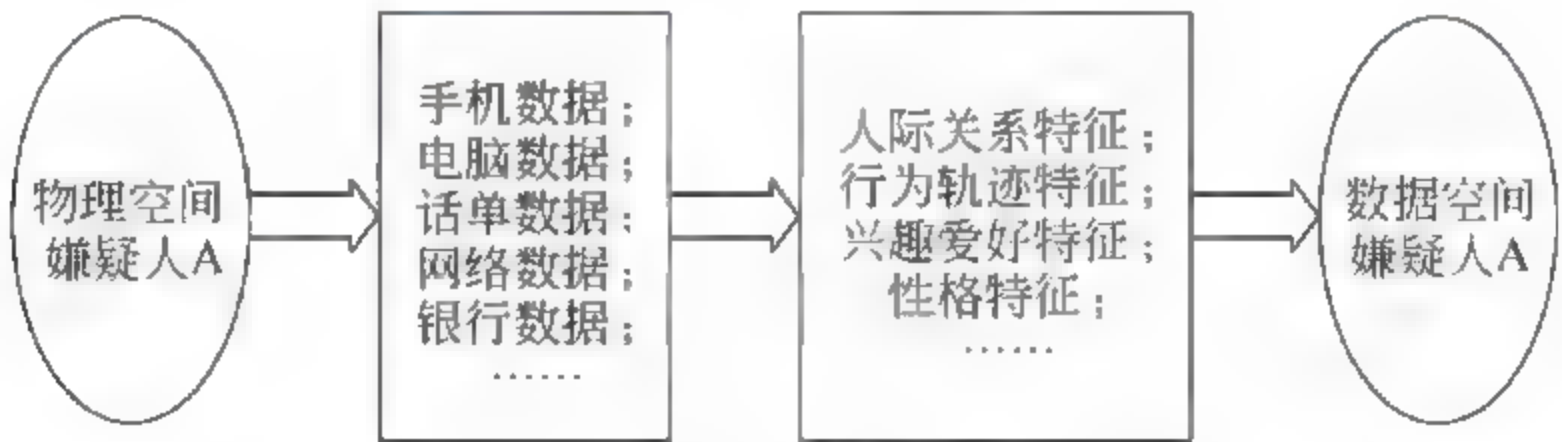 物理空间
嫌疑人A
手机数据；
电脑数据；
话单数据；
网络数据；
银行数据；
……
人际关系特征；
行为轨迹特征；
兴趣爱好特征；
性格特征；
……
数据空间
嫌疑人A